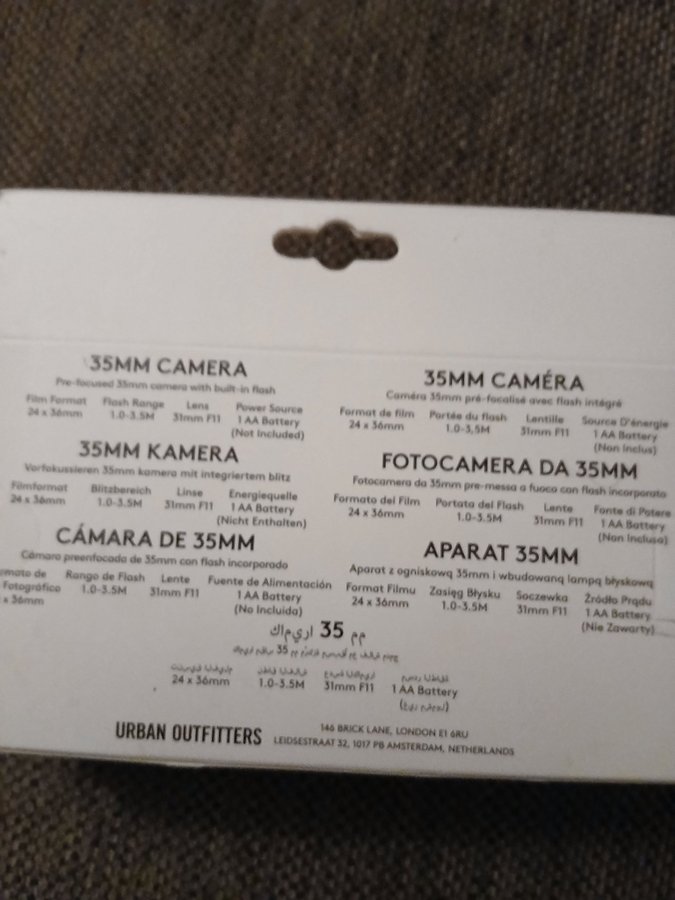 35MM CAMERA
Pre-focused 35mm camera with built-in flash
Film Format Flash Range Lens Power Source
24 x 36mm 1.0-3.5M 31mm F11 1 AA Battery
(Not Included)
35MM CAMÉRA
Caméra 35mm pré-focalisé avec flash intégré
Format de film Portée du flash Lentille Source D'énergie
24 x 36mm 1.0-3.5M 31mm F11 1 AA Battery
(Non Inclus)
35MM KAMERA
Vorfokussieren 35mm kamera mit integriertem blitz
Filmformat Blitzbereich Linse Energiequelle
24 x 36mm 1.0-3.5M 31mm F11 1 AA Battery
(Nicht Enthalten)
FOTOCAMERA DA 35MM
Fotocamera da 35mm pre-messa a fuoco con flash incorporato
Formato del Film Portata del Flash Lente Fonte di Potere
24 x 36mm 1.0-3.5M 31mm F11 1 AA Battery
(Non Inclusa)
CÁMARA DE 35MM
Cámara preenfocada de 35mm con flash incorporado
de Rango de Flash Lente Fuente de Alimentación
Fotográfico 1.0-3.5M 31mm F11 1 AA Battery
x 36mm (No Incluida)
APARAT 35MM
Aparat z ogniskową 35mm i wbudowaną lampą błyskową
Format Filmu Zasięg Błysku Soczewka Źródło Prądu
24 x 36mm 1.0-3.5M 31mm F11 1 AA Battery
(Nie Zawarty)
35 مم
35 مم
24 x 36mm 1.0-3.5M 31mm F11 1 AA Battery
URBAN OUTFITTERS
146 BRICK LANE, LONDON E1 6RU
LEIDSESTRAAT 32, 1017 PB AMSTERDAM, NETHERLANDS